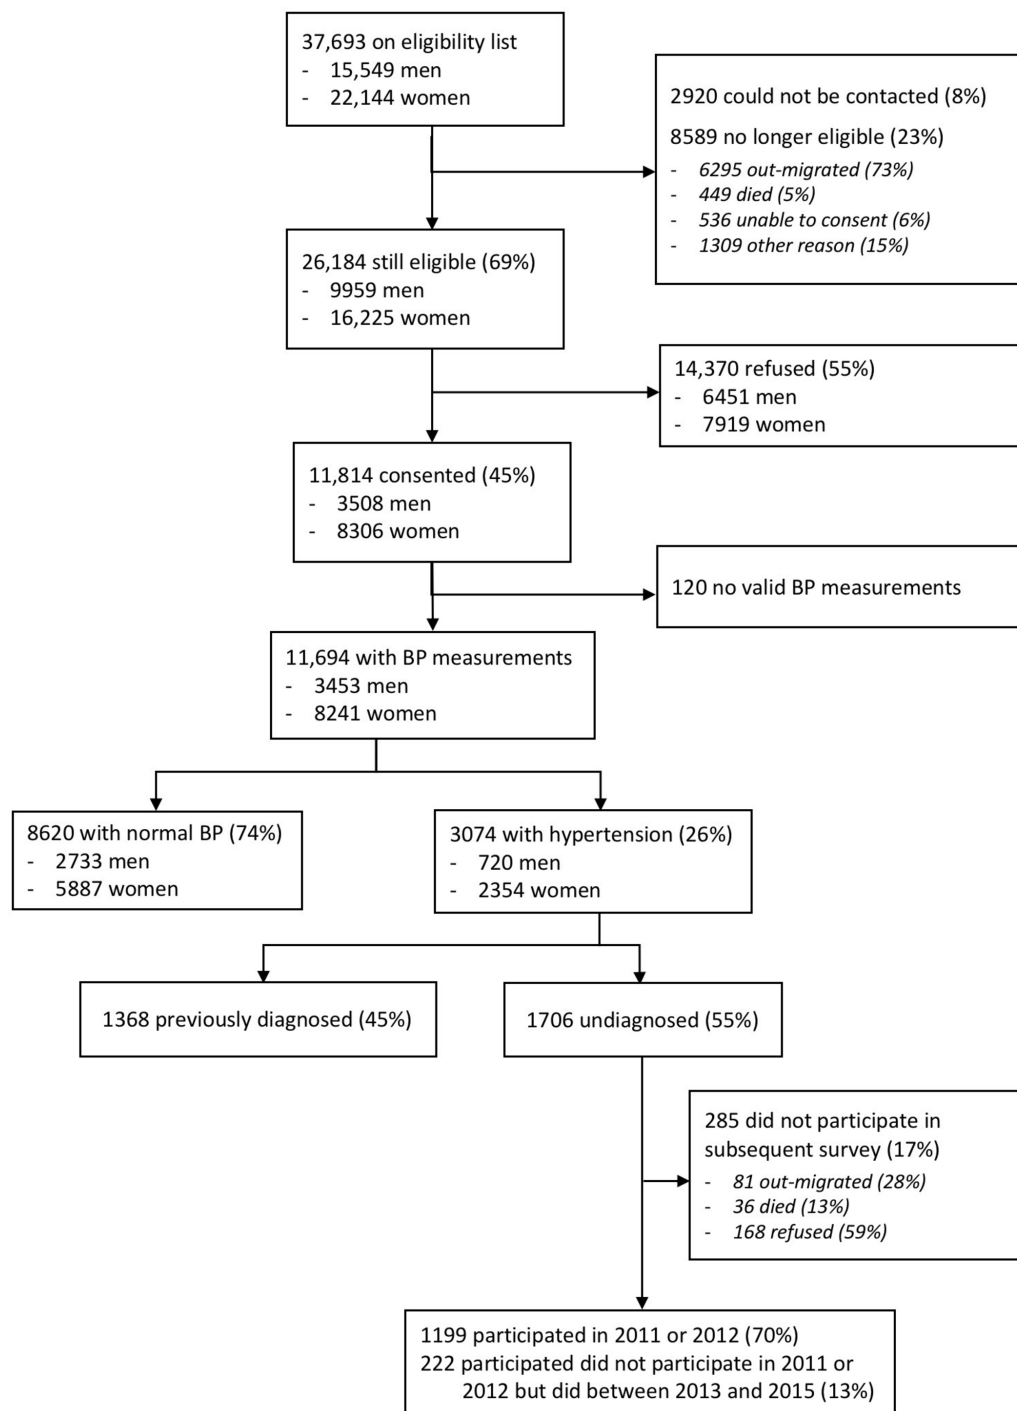 37,693 on eligibility list
- 15,549 men
- 22,144 women
2920 could not be contacted (8%)
8589 no longer eligible (23%)
- 6295 out-migrated (73%)
- 449 died (5%)
- 536 unable to consent (6%)
- 1309 other reason (15%)
26,184 still eligible (69%)
- 9959 men
- 16,225 women
14,370 refused (55%)
- 6451 men
- 7919 women
11,814 consented (45%)
- 3508 men
- 8306 women
120 no valid BP measurements
11,694 with BP measurements
- 3453 men
- 8241 women
8620 with normal BP (74%)
- 2733 men
- 5887 women
3074 with hypertension (26%)
- 720 men
- 2354 women
1368 previously diagnosed (45%)
1706 undiagnosed (55%)
285 did not participate in
subsequent survey (17%)
- 81 out-migrated (28%)
- 36 died (13%)
- 168 refused (59%)
1199 participated in 2011 or 2012 (70%)
222 participated did not participate in 2011 or
2012 but did between 2013 and 2015 (13%)